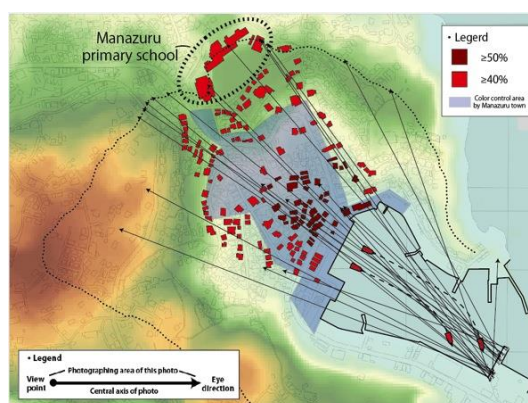 Manazuru
primary school
• Legerd
≥50%
≥40%
Color control area
by Manazuru town
• Legend
Photographing area of this photo
View
point
Eye
direction
Central axis of photo